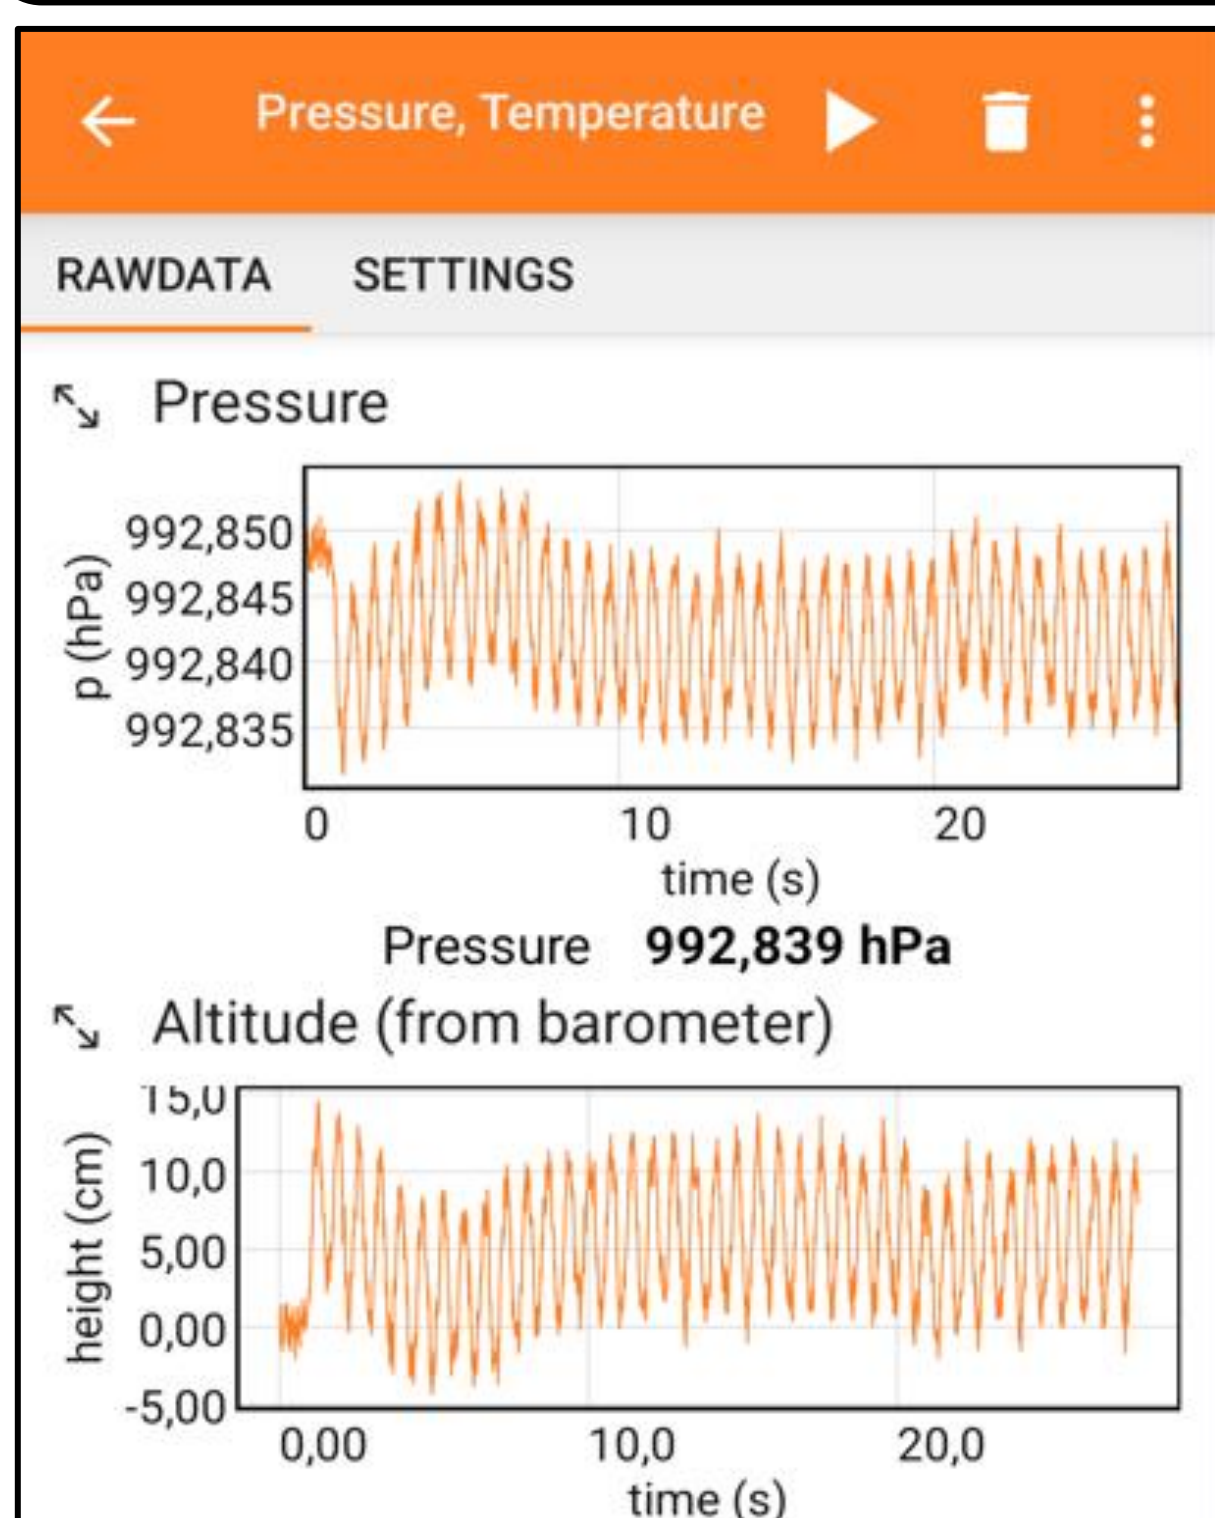 Pressure, Temperature
RAWDATA SETTINGS
Pressure
992,850
992,845
992,840
992,835
p (hPa)
0 10 20
time (s)
Pressure 992,839 hPa
Altitude (from barometer)
15,0
10,0
5,00
0,00
-5,00
height (cm)
0,00 10,0 20,0
time (s)